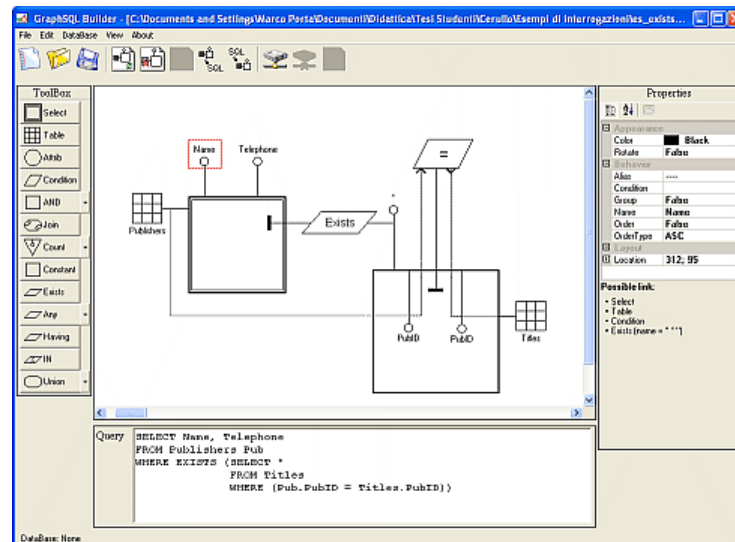 GraphSQL Builder - [C:\Documents and Settings\Marco Porta\Documenti\Didattica\Tesi Studenti\Cerullo\Esempi di interrogazioni\es_exists...
File Edit DataBase View About
SQL
SQL
ToolBox
Select
Table
Attrib
Condition
AND
Join
Count
Constant
Exists
Any
Having
IN
Union
Name
Telephone
=
*
Publishers
Exists
PubID
PubID
Titles
Properties
Appearance
Color Black
Rotate False
Behavior
Alias ----
Condition
Group False
Name Name
Order False
OrderType ASC
Layout
Location 312; 95
Possible link:
- Select
- Table
- Condition
- Exists (name = "*")
Query
SELECT Name, Telephone
FROM Publishers Pub
WHERE EXISTS (SELECT *
FROM Titles
WHERE (Pub.PubID = Titles.PubID))
DataBase: None